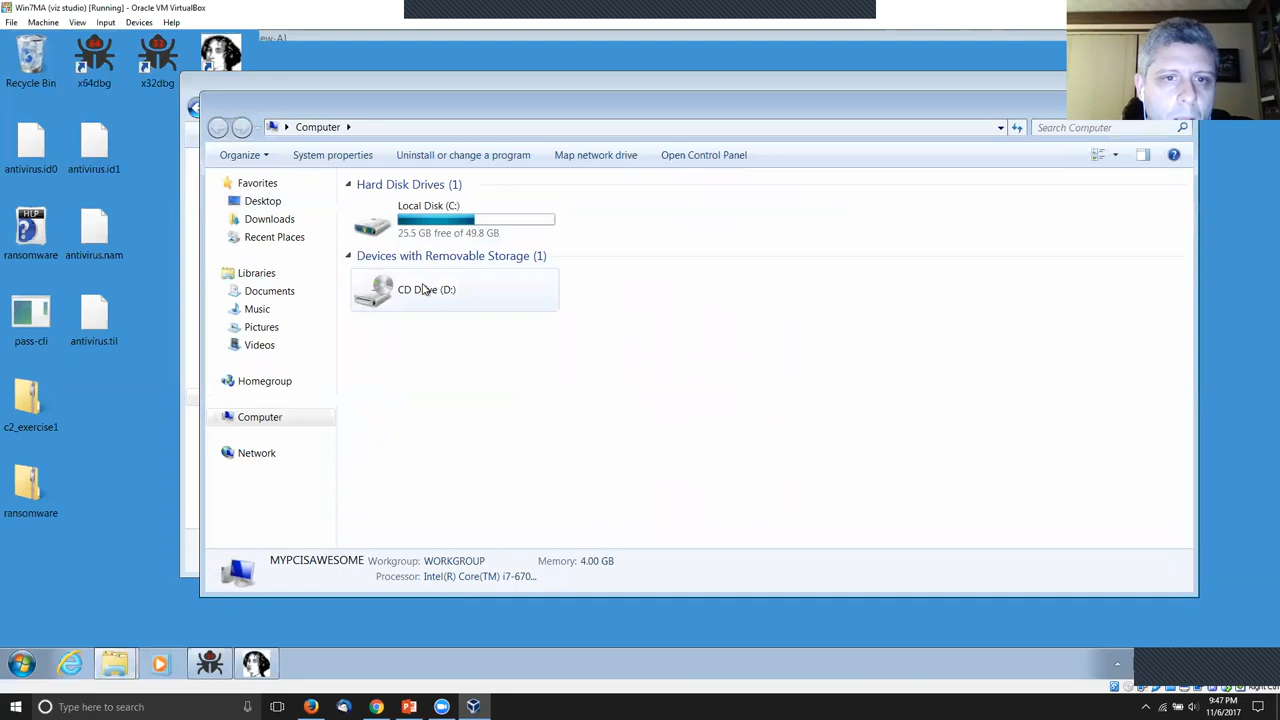 Win7MA (viz studio) [Running] - Oracle VM VirtualBox
File Machine View Input Devices Help
Recycle Bin
x64dbg
x32dbg
antivirus.id0
antivirus.id1
ransomware
antivirus.nam
pass-cli
antivirus.til
c2_exercise1
ransomware
Computer
Search Computer
Organize
System properties
Uninstall or change a program
Map network drive
Open Control Panel
Favorites
Desktop
Downloads
Recent Places
Libraries
Documents
Music
Pictures
Videos
Homegroup
Computer
Network
Hard Disk Drives (1)
Local Disk (C:)
25.5 GB free of 49.8 GB
Devices with Removable Storage (1)
CD Drive (D:)
MYPCISAWESOME Workgroup: WORKGROUP Memory: 4.00 GB
Processor: Intel(R) Core(TM) i7-670...
64
32
HLP
Right Ctrl
Type here to search
9:47 PM
11/6/2017